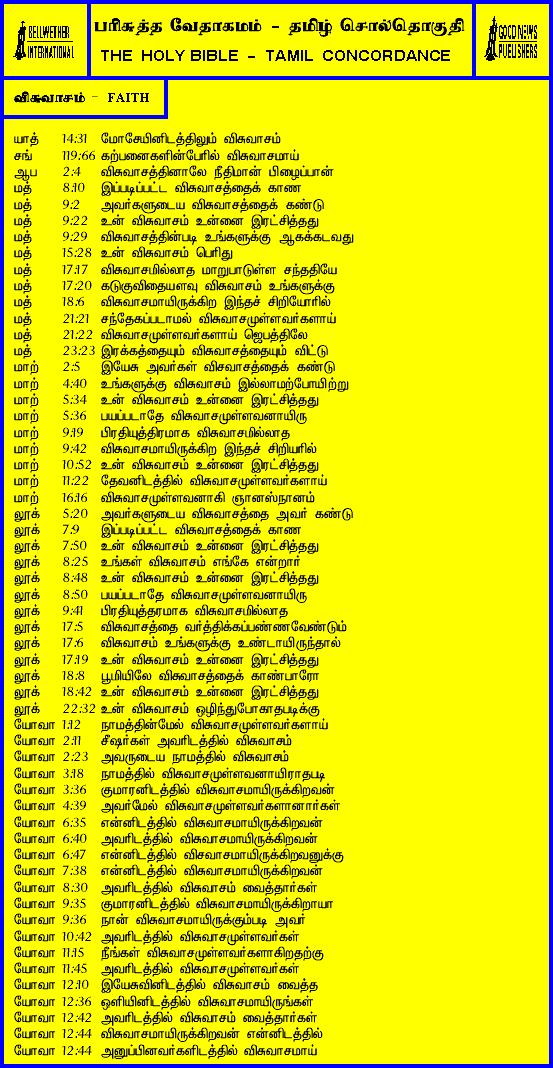 BELLWETHER INTERNATIONAL
பரிசுத்த வேதாகமம் - தமிழ் சொல்தொகுதி
THE HOLY BIBLE - TAMIL CONCORDANCE
GOOD NEWS PUBLISHERS
விசுவாசம் - FAITH
யாத் 14:31 மோசேயினிடத்திலும் விசுவாசம்
சங் 119:66 கற்பனைகளின்பேரில் விசுவாசமாய்
ஆப 2:4 விசுவாசத்தினாலே நீதிமான் பிழைப்பான்
மத் 8:10 இப்படிப்பட்ட விசுவாசத்தைக் காண
மத் 9:2 அவர்களுடைய விசுவாசத்தைக் கண்டு
மத் 9:22 உன் விசுவாசம் உன்னை இரட்சித்தது
மத் 9:29 விசுவாசத்தின்படி உங்களுக்கு ஆகக்கடவது
மத் 15:28 உன் விசுவாசம் பெரிது
மத் 17:17 விசுவாசமில்லாத மாறுபாடுள்ள சந்ததியே
மத் 17:20 கடுகுவிதையளவு விசுவாசம் உங்களுக்கு
மத் 18:6 விசுவாசமாயிருக்கிற இந்தச் சிறியோரில்
மத் 21:21 சந்தேகப்படாமல் விசுவாசமுள்ளவர்களாய்
மத் 21:22 விசுவாசமுள்ளவர்களாய் ஜெபத்திலே
மத் 23:23 இரக்கத்தையும் விசுவாசத்தையும் விட்டு
மாற் 2:5 இயேசு அவர்கள் விசவாசத்தைக் கண்டு
மாற் 4:40 உங்களுக்கு விசுவாசம் இல்லாமற்போயிற்று
மாற் 5:34 உன் விசுவாசம் உன்னை இரட்சித்தது
மாற் 5:36 பயப்படாதே விசுவாசமுள்ளவனாயிரு
மாற் 9:19 பிரதியுத்திரமாக விசுவாசமில்லாத
மாற் 9:42 விசுவாசமாயிருக்கிற இந்தச் சிறியரில்
மாற் 10:52 உன் விசுவாசம் உன்னை இரட்சித்தது
மாற் 11:22 தேவனிடத்தில் விசுவாசமுள்ளவர்களாய்
மாற் 16:16 விசுவாசமுள்ளவனாகி ஞானஸ்நானம்
லூக் 5:20 அவர்களுடைய விசுவாசத்தை அவர் கண்டு
லூக் 7:9 இப்படிப்பட்ட விசுவாசத்தைக் காண
லூக் 7:50 உன் விசுவாசம் உன்னை இரட்சித்தது
லூக் 8:25 உங்கள் விசுவாசம் எங்கே என்றார்
லூக் 8:48 உன் விசுவாசம் உன்னை இரட்சித்தது
லூக் 8:50 பயப்படாதே விசுவாசமுள்ளவனாயிரு
லூக் 9:41 பிரதியுத்தரமாக விசுவாசமில்லாத
லூக் 17:5 விசுவாசத்தை வர்த்திக்கப்பண்ணவேண்டும்
லூக் 17:6 விசுவாசம் உங்களுக்கு உண்டாயிருந்தால்
லூக் 17:19 உன் விசுவாசம் உன்னை இரட்சித்தது
லூக் 18:8 பூமியிலே விசுவாசத்தைக் காண்பாரோ
லூக் 18:42 உன் விசுவாசம் உன்னை இரட்சித்தது
லூக் 22:32 உன் விசுவாசம் ஒழிந்துபோகாதபடிக்கு
யோவா 1:12 நாமத்தின்மேல் விசுவாசமுள்ளவர்களாய்
யோவா 2:11 சீஷர்கள் அவரிடத்தில் விசுவாசம்
யோவா 2:23 அவருடைய நாமத்தில் விசுவாசம்
யோவா 3:18 நாமத்தில் விசுவாசமுள்ளவனாயிராதபடி
யோவா 3:36 குமாரனிடத்தில் விசுவாசமாயிருக்கிறவன்
யோவா 4:39 அவர்மேல் விசுவாசமுள்ளவர்களானார்கள்
யோவா 6:35 என்னிடத்தில் விசுவாசமாயிருக்கிறவன்
யோவா 6:40 அவரிடத்தில் விசுவாசமாயிருக்கிறவன்
யோவா 6:47 என்னிடத்தில் விசவாசமாயிருக்கிறவனுக்கு
யோவா 7:38 என்னிடத்தில் விசுவாசமாயிருக்கிறவன்
யோவா 8:30 அவரிடத்தில் விசுவாசம் வைத்தார்கள்
யோவா 9:35 குமாரனிடத்தில் விசுவாசமாயிருக்கிறாயா
யோவா 9:36 நான் விசுவாசமாயிருக்கும்படி அவர்
யோவா 10:42 அவரிடத்தில் விசுவாசமுள்ளவர்கள்
யோவா 11:15 நீங்கள் விசுவாசமுள்ளவர்களாகிறதற்கு
யோவா 11:45 அவரிடத்தில் விசுவாசமுள்ளவர்கள்
யோவா 12:10 இயேசுவினிடத்தில் விசுவாசம் வைத்த
யோவா 12:36 ஒளியினிடத்தில் விசுவாசமாயிருங்கள்
யோவா 12:42 அவரிடத்தில் விசுவாசம் வைத்தார்கள்
யோவா 12:44 விசுவாசமாயிருக்கிறவன் என்னிடத்தில்
யோவா 12:44 அனுப்பினவர்களிடத்தில் விசுவாசமாய்